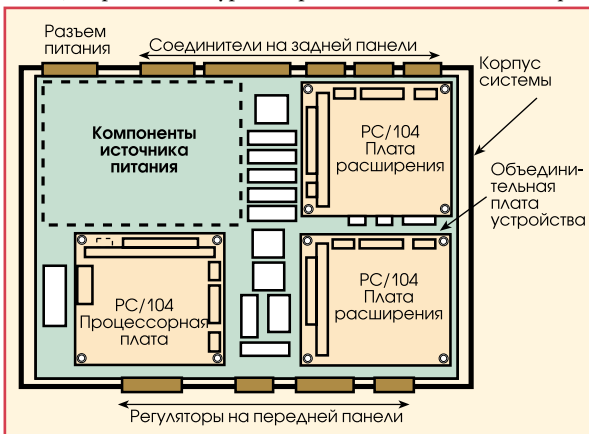 Разъем
питания
Соединители на задней панели
Корпус
системы
Компоненты
источника
питания
PC/104
Плата
расширения
Объедини-
тельная
плата
устройства
PC/104
Процессорная
плата
PC/104
Плата
расширения
Регуляторы на передней панели